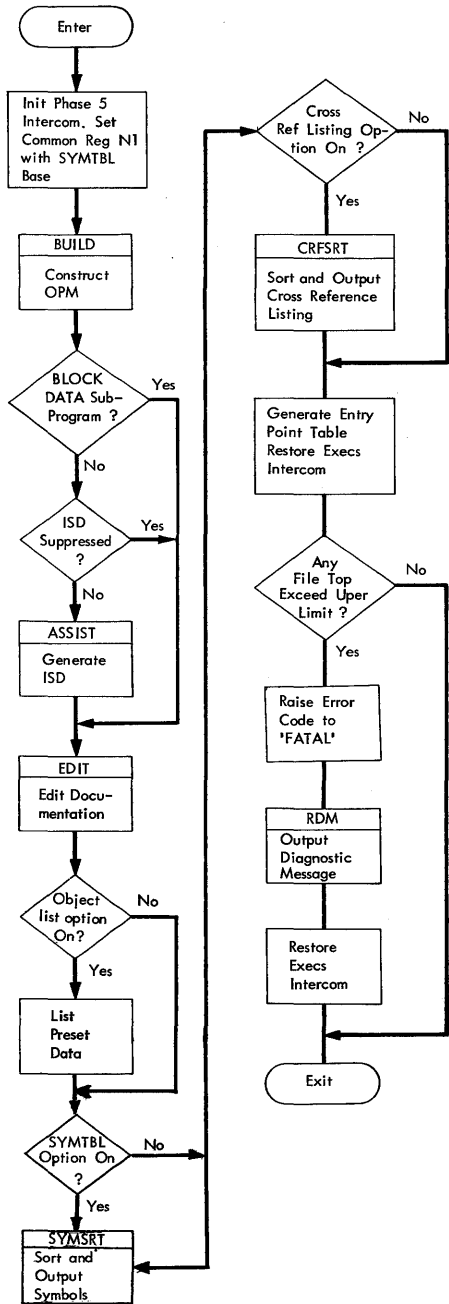 Enter
Init Phase 5
Intercom. Set
Common Reg N1
with SYMTBL
Base
BUILD
Construct
OPM
BLOCK
DATA Sub-
Program ?
Yes
No
ISD
Suppressed
?
Yes
No
ASSIST
Generate
ISD
EDIT
Edit Docu-
mentation
Object
list option
On?
No
Yes
List
Preset
Data
SYMTBL
Option On
?
No
Yes
SYMSRT
Sort and
Output
Symbols
Cross
Ref Listing Op-
tion On ?
No
Yes
CRFSRT
Sort and Output
Cross Reference
Listing
Generate Entry
Point Table
Restore Execs
Intercom
Any
File Top
Exceed Uper
Limit ?
No
Yes
Raise Error
Code to
'FATAL'
RDM
Output
Diagnostic
Message
Restore
Execs
Intercom
Exit